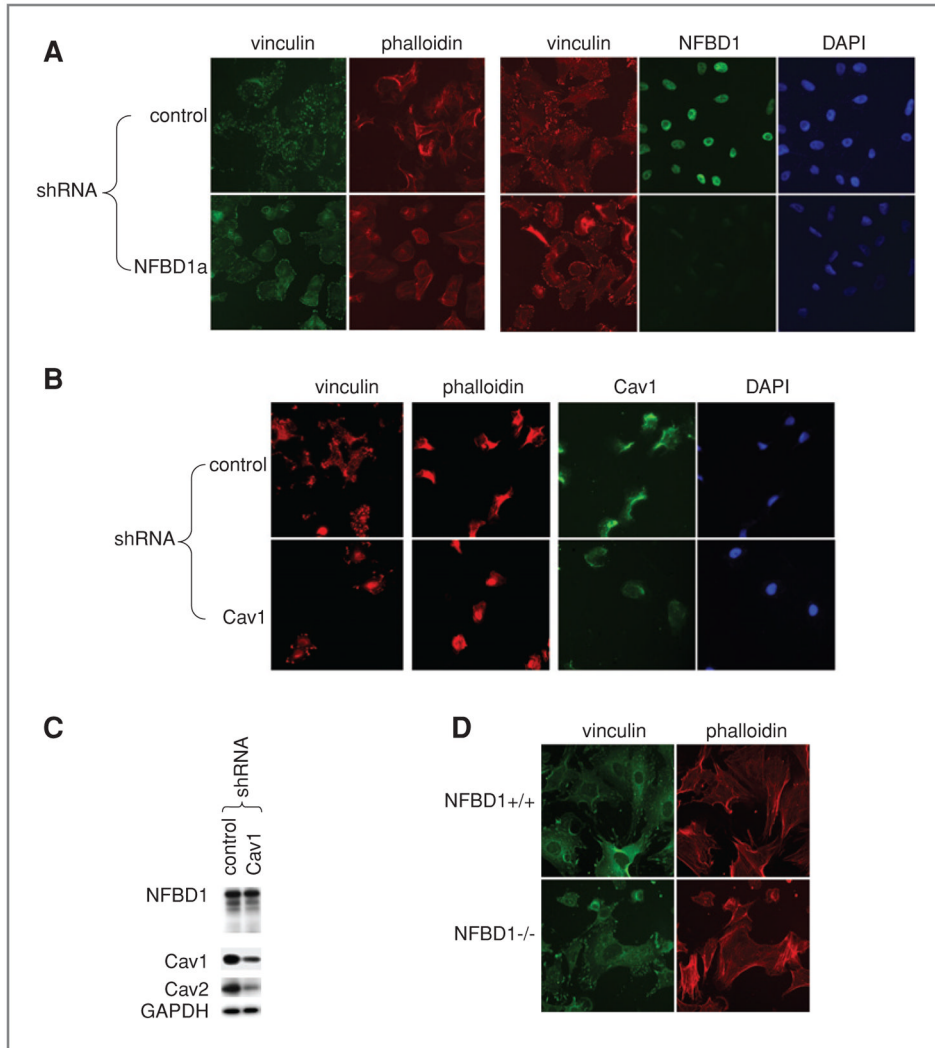 A
vinculin phalloidin vinculin NFBD1 DAPI
control
shRNA
NFBD1a
B
vinculin phalloidin Cav1 DAPI
control
shRNA
Cav1
C
shRNA
control
Cav1
NFBD1
Cav1
Cav2
GAPDH
D
vinculin phalloidin
NFBD1+/+
NFBD1-/-